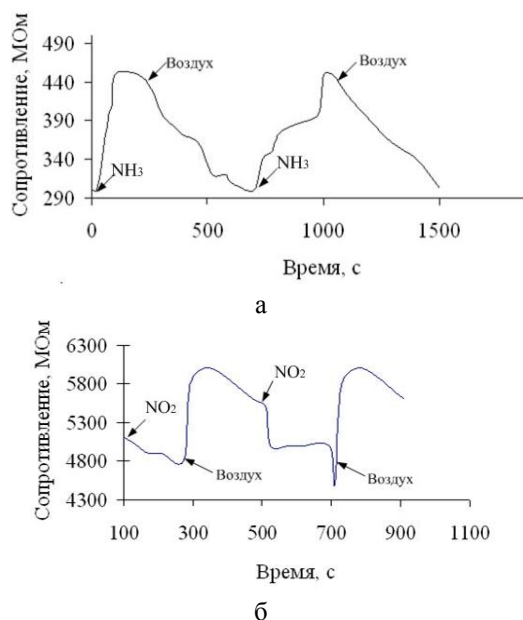 Сопротивление, МОм
490
440
390
340
290
Воздух
Воздух
NH3
NH3
0
500
1000
1500
Время, с
а
Сопротивление, МОм
6300
5800
5300
4800
4300
NO2
NO2
Воздух
Воздух
100
300
500
700
900
1100
Время, с
б